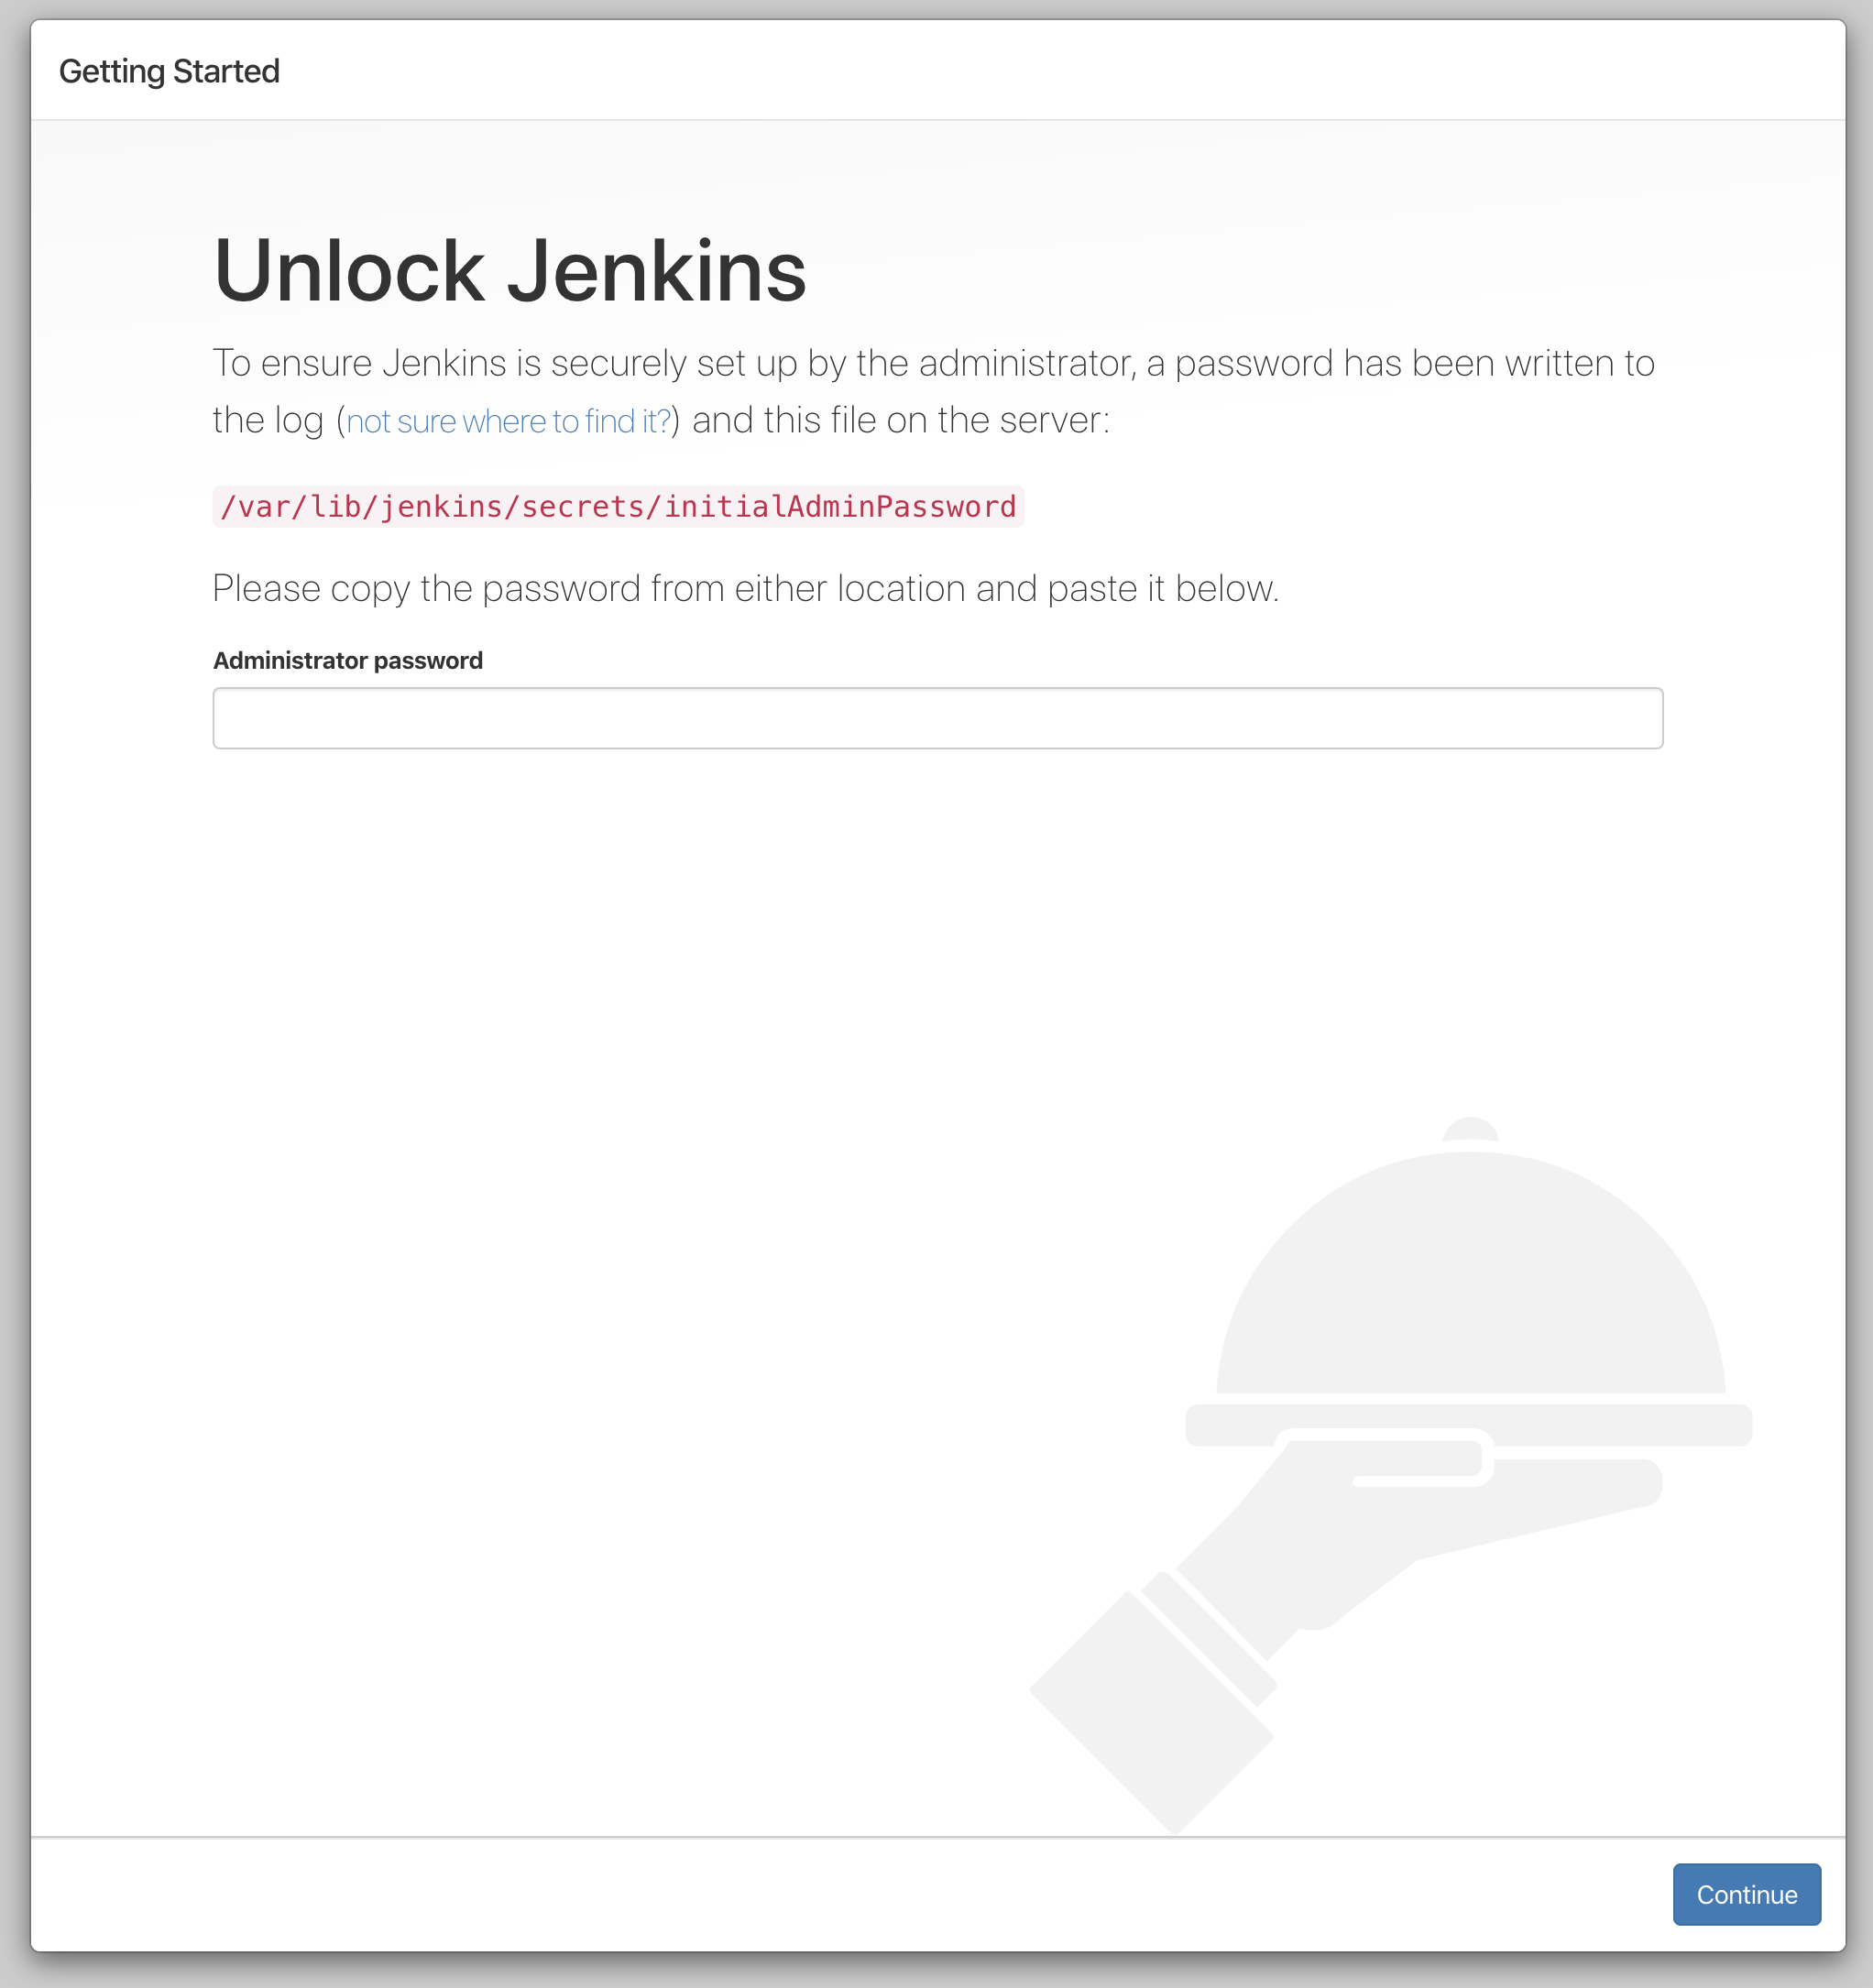 Getting Started
Unlock Jenkins
To ensure Jenkins is securely set up by the administrator, a password has been written to
the log (not sure where to find it?) and this file on the server:
/var/lib/jenkins/secrets/initialAdminPassword
Please copy the password from either location and paste it below.
Administrator password
Continue